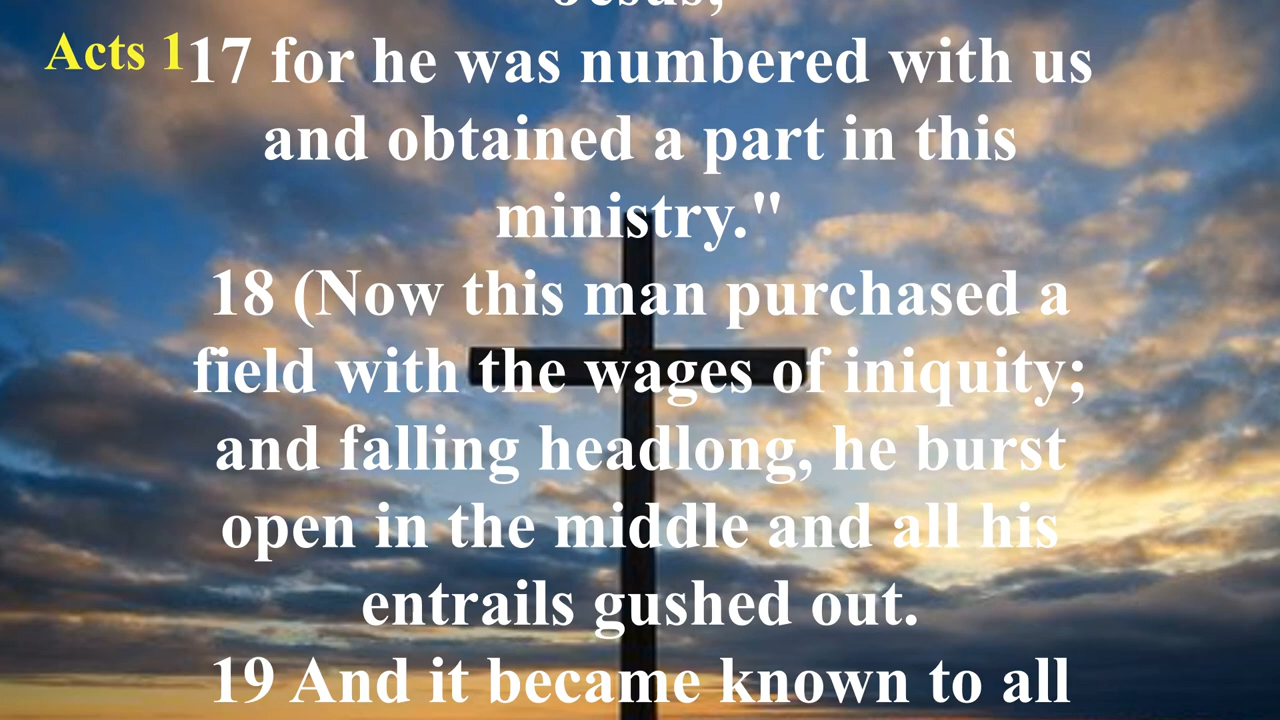 Jesus,
Acts 1
17 for he was numbered with us
and obtained a part in this
ministry."
18 (Now this man purchased a
field with the wages of iniquity;
and falling headlong, he burst
open in the middle and all his
entrails gushed out.
19 And it became known to all